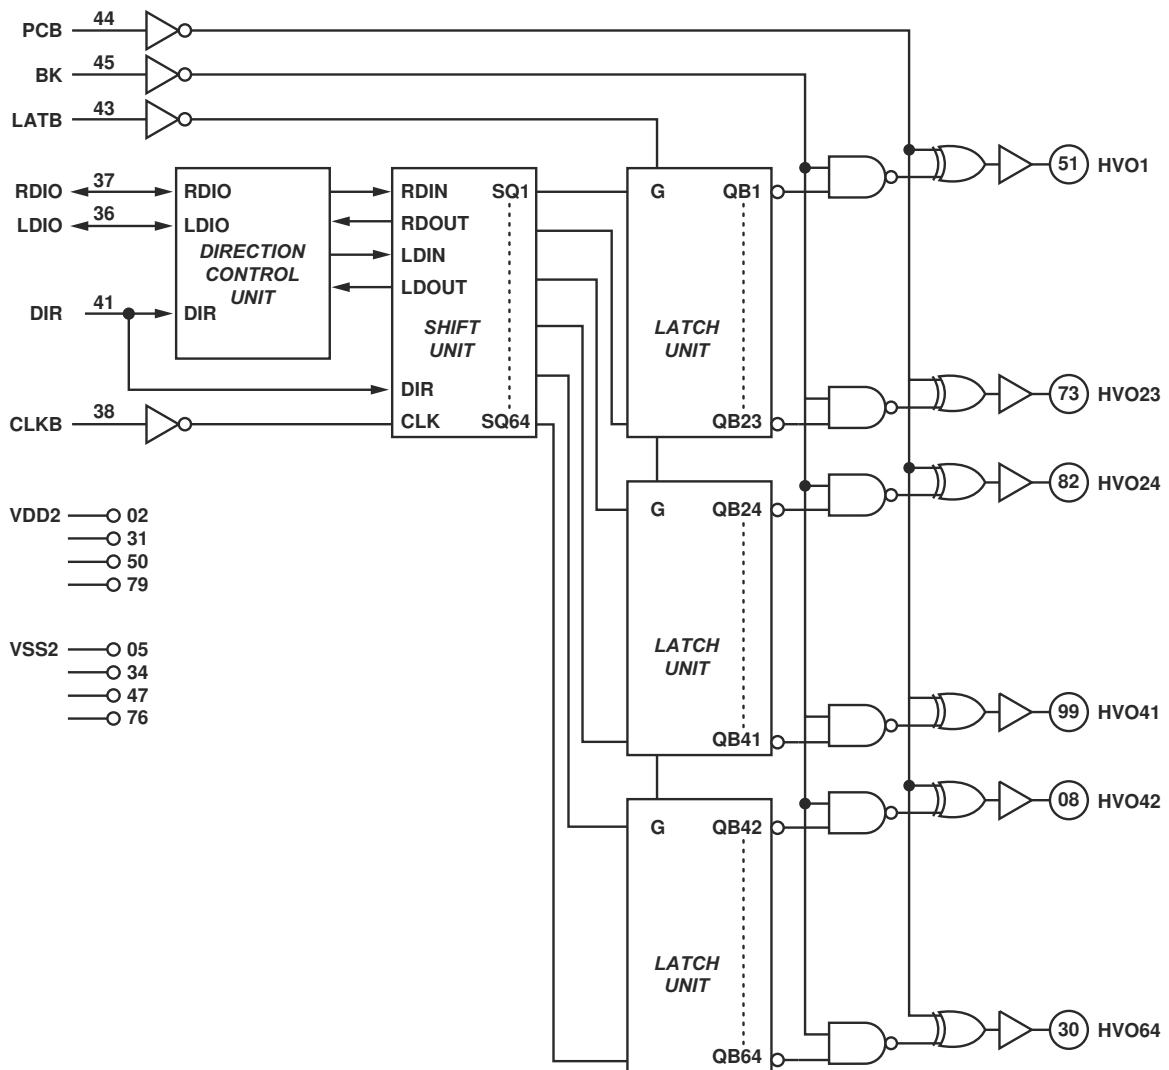 PCB 44
BK 45
LATB 43
RDIO 37
LDIO 36
DIR 41
CLKB 38
RDIO
LDIO
DIRECTION
CONTROL
UNIT
DIR
RDIN
RDOUT
LDIN
LDOUT
SHIFT
UNIT
DIR
CLK
SQ1
SQ64
G QB1
LATCH
UNIT
QB23
G QB24
LATCH
UNIT
QB41
G QB42
LATCH
UNIT
QB64
51 HVO1
73 HVO23
82 HVO24
99 HVO41
08 HVO42
30 HVO64
VDD2 02
31
50
79
VSS2 05
34
47
76